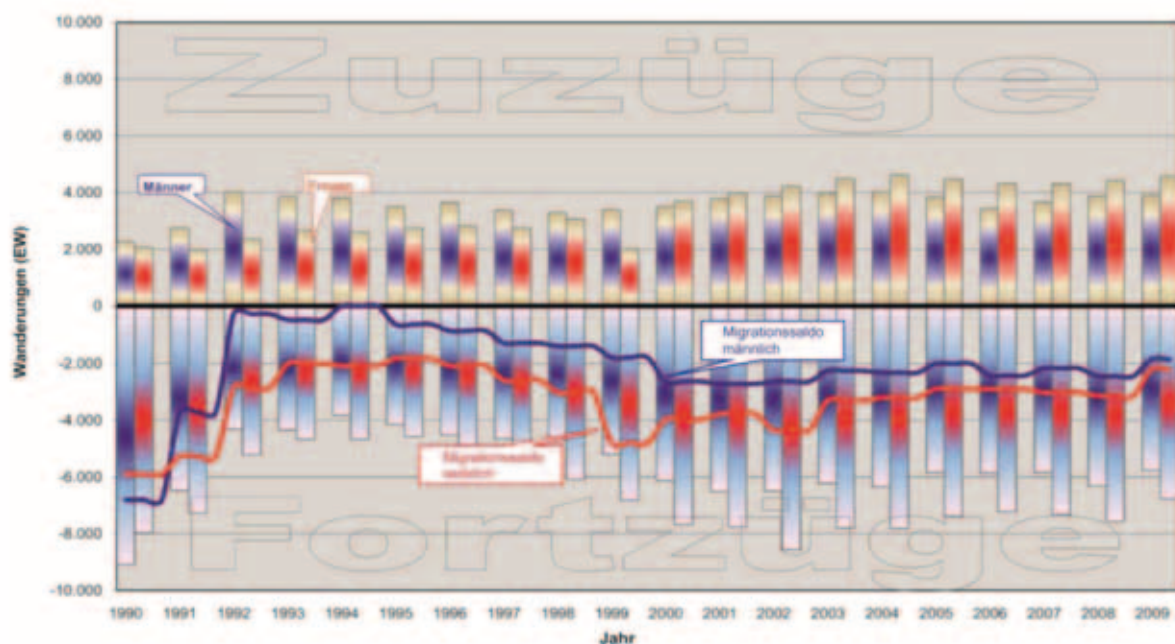 10.000
8.000
6.000
4.000
2.000
0
-2.000
-4.000
-6.000
-8.000
-10.000
Wanderungen (EW)
Zuzüge
Männer
Frauen
Migrationssaldo
männlich
Migrationssaldo
Fortzüge
1990 1991 1992 1993 1994 1995 1996 1997 1998 1999 2000 2001 2002 2003 2004 2005 2006 2007 2008 2009
Jahr